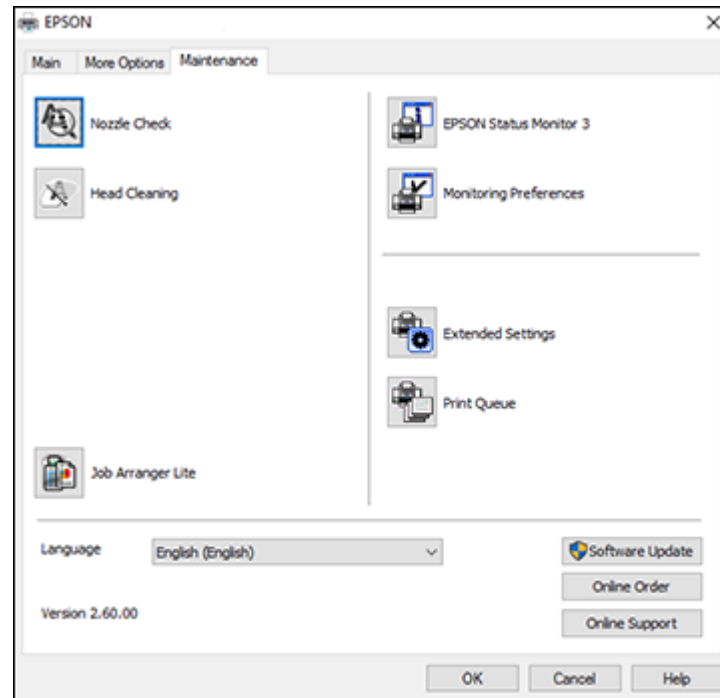 EPSON
Main More Options Maintenance
Nozzle Check
Head Cleaning
Job Arranger Lite
EPSON Status Monitor 3
Monitoring Preferences
Extended Settings
Print Queue
Language English (English)
Software Update
Online Order
Version 2.60.00
Online Support
OK Cancel Help